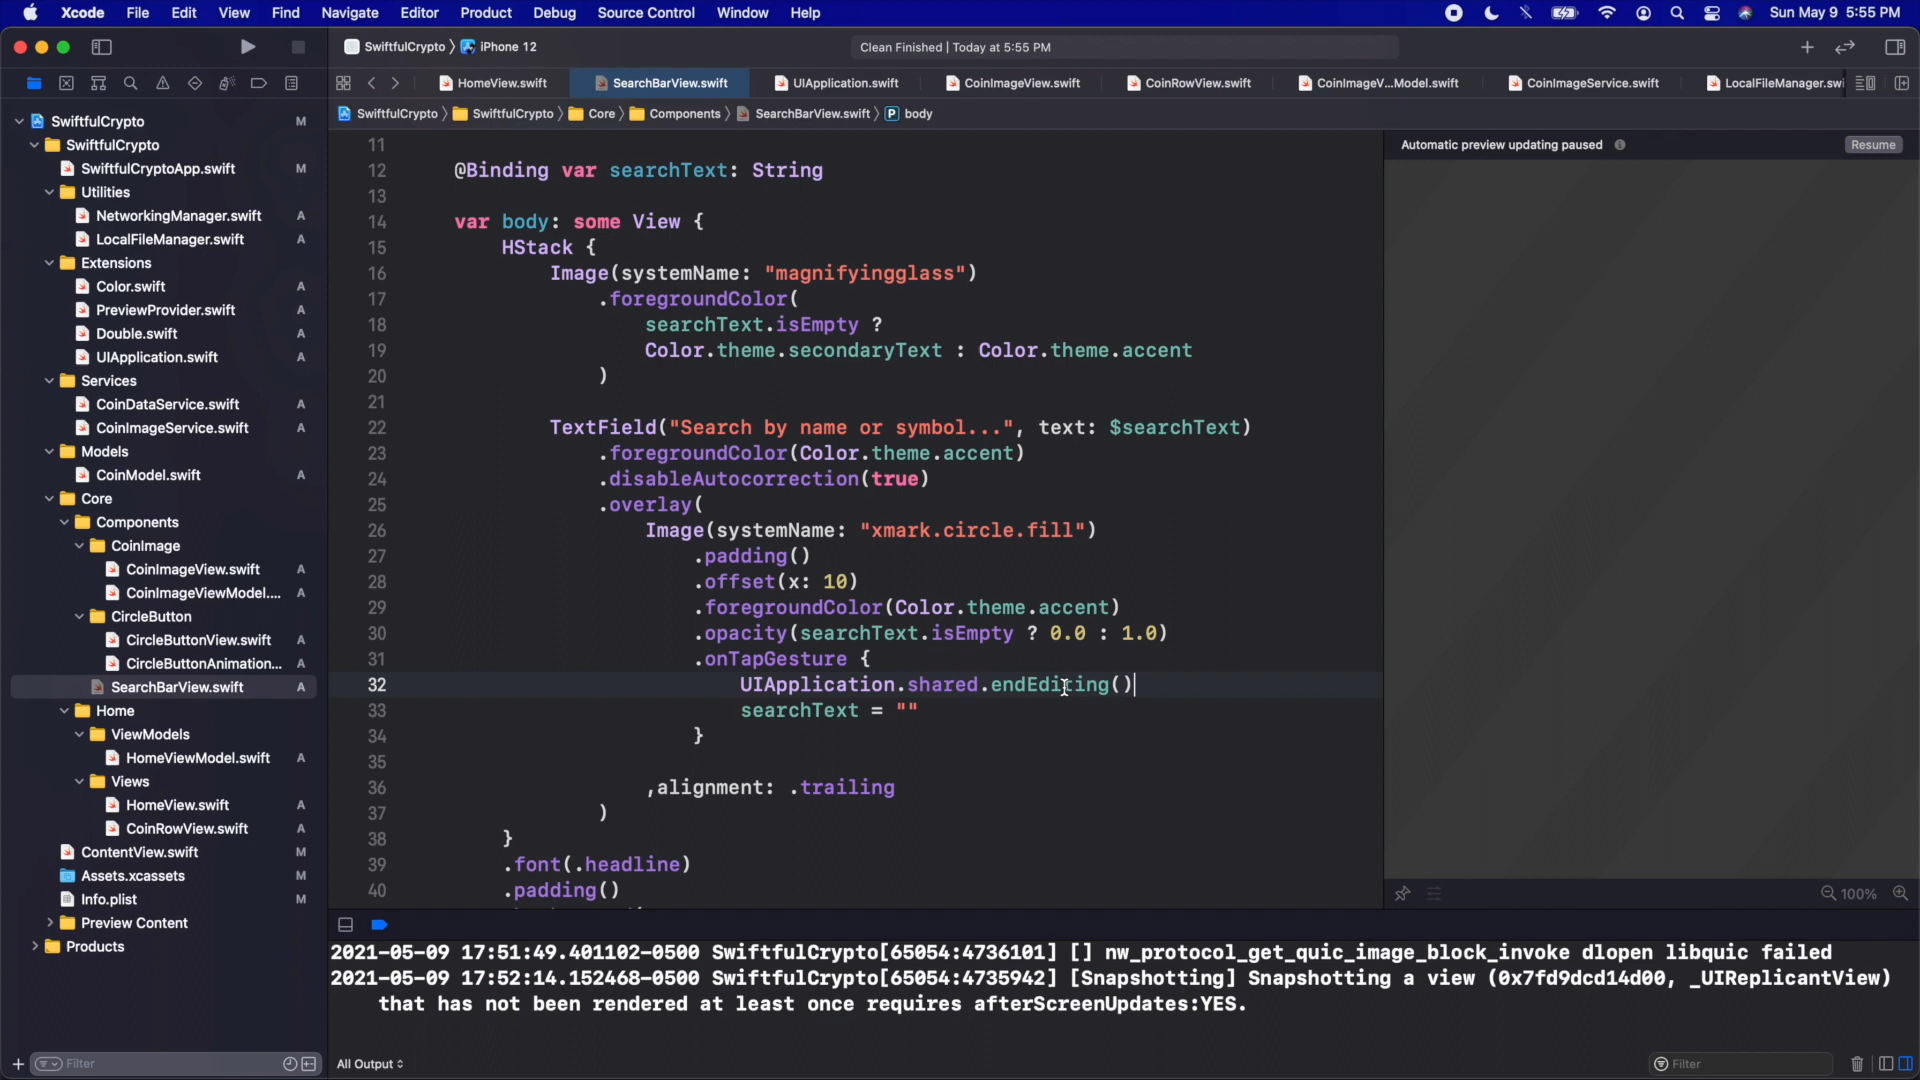 Xcode File Edit View Find Navigate Editor Product Debug Source Control Window Help Sun May 9 5:55 PM
SwiftfulCrypto 〉 iPhone 12 Clean Finished | Today at 5:55 PM
HomeView.swift SearchBarView.swift UIApplication.swift CoinImageView.swift CoinRowView.swift CoinImageV...Model.swift CoinImageService.swift LocalFileManager.swi
SwiftfulCrypto 〉 SwiftfulCrypto 〉 Core 〉 Components 〉 SearchBarView.swift 〉 P body
SwiftfulCrypto M
SwiftfulCrypto
SwiftfulCryptoApp.swift M
Utilities
NetworkingManager.swift A
LocalFileManager.swift A
Extensions
Color.swift A
PreviewProvider.swift A
Double.swift A
UIApplication.swift A
Services
CoinDataService.swift A
CoinImageService.swift A
Models
CoinModel.swift A
Core
Components
CoinImage
CoinImageView.swift A
CoinImageViewModel.... A
CircleButton
CircleButtonView.swift A
CircleButtonAnimation... A
SearchBarView.swift A
Home
ViewModels
HomeViewModel.swift A
Views
HomeView.swift A
CoinRowView.swift A
ContentView.swift M
Assets.xcassets M
Info.plist M
Preview Content
Products
Filter
11
12 @Binding var searchText: String
13
14 var body: some View {
15 HStack {
16 Image(systemName: "magnifyingglass")
17 .foregroundColor(
18 searchText.isEmpty ?
19 Color.theme.secondaryText : Color.theme.accent
20 )
21
22 TextField("Search by name or symbol...", text: $searchText)
23 .foregroundColor(Color.theme.accent)
24 .disableAutocorrection(true)
25 .overlay(
26 Image(systemName: "xmark.circle.fill")
27 .padding()
28 .offset(x: 10)
29 .foregroundColor(Color.theme.accent)
30 .opacity(searchText.isEmpty ? 0.0 : 1.0)
31 .onTapGesture {
32 UIApplication.shared.endEditing()
33 searchText = ""
34 }
35
36 ,alignment: .trailing
37 )
38 }
39 .font(.headline)
40 .padding()
Automatic preview updating paused Resume
100%
2021-05-09 17:51:49.401102-0500 SwiftfulCrypto[65054:4736101] [] nw_protocol_get_quic_image_block_invoke dlopen libquic failed
2021-05-09 17:52:14.152468-0500 SwiftfulCrypto[65054:4735942] [Snapshotting] Snapshotting a view (0x7fd9dcd14d00, _UIReplicantView)
that has not been rendered at least once requires afterScreenUpdates:YES.
All Output Filter